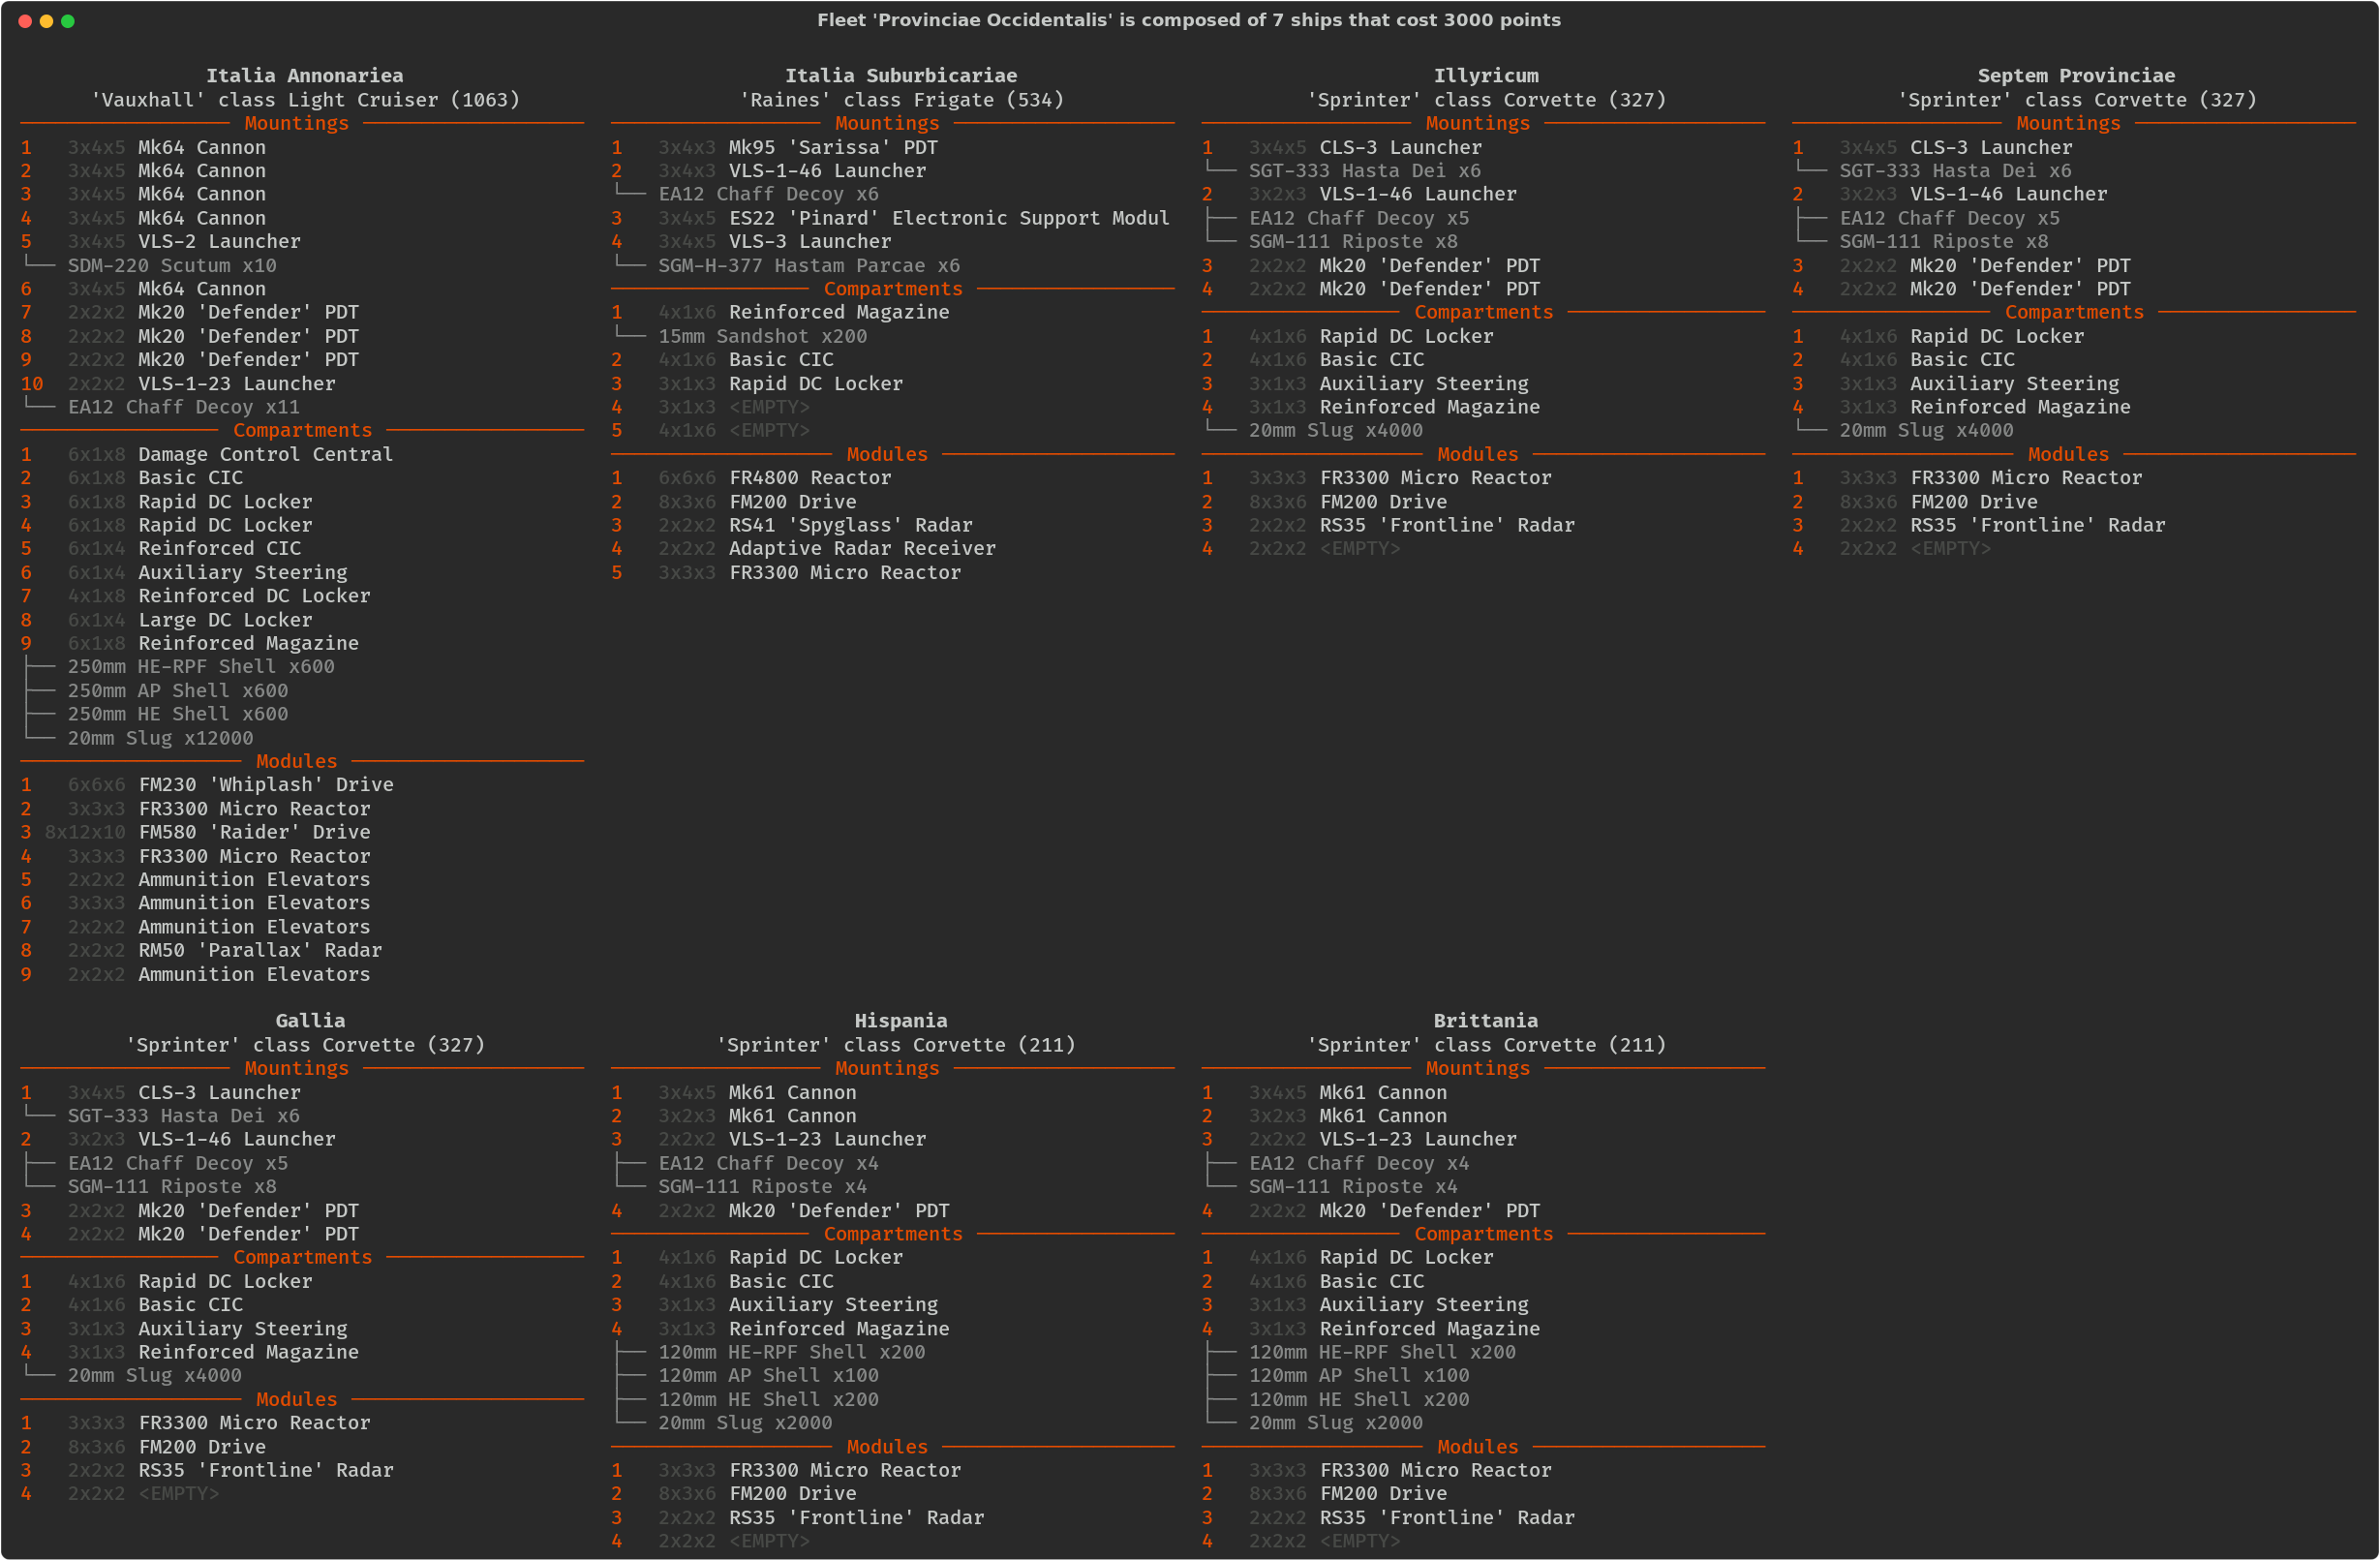 Fleet 'Provinciae Occidentalis' is composed of 7 ships that cost 3000 points
Italia Annonariea
'Vauxhall' class Light Cruiser (1063)
Mountings
1 3x4x5 Mk64 Cannon
2 3x4x5 Mk64 Cannon
3 3x4x5 Mk64 Cannon
4 3x4x5 Mk64 Cannon
5 3x4x5 VLS-2 Launcher
└── SDM-220 Scutum x10
6 3x4x5 Mk64 Cannon
7 2x2x2 Mk20 'Defender' PDT
8 2x2x2 Mk20 'Defender' PDT
9 2x2x2 Mk20 'Defender' PDT
10 2x2x2 VLS-1-23 Launcher
└── EA12 Chaff Decoy x11
Compartments
1 6x1x8 Damage Control Central
2 6x1x8 Basic CIC
3 6x1x8 Rapid DC Locker
4 6x1x8 Rapid DC Locker
5 6x1x4 Reinforced CIC
6 6x1x4 Auxiliary Steering
7 4x1x8 Reinforced DC Locker
8 6x1x4 Large DC Locker
9 6x1x8 Reinforced Magazine
├── 250mm HE-RPF Shell x600
├── 250mm AP Shell x600
├── 250mm HE Shell x600
└── 20mm Slug x12000
Modules
1 6x6x6 FM230 'Whiplash' Drive
2 3x3x3 FR3300 Micro Reactor
3 8x12x10 FM580 'Raider' Drive
4 3x3x3 FR3300 Micro Reactor
5 2x2x2 Ammunition Elevators
6 3x3x3 Ammunition Elevators
7 2x2x2 Ammunition Elevators
8 2x2x2 RM50 'Parallax' Radar
9 2x2x2 Ammunition Elevators
Italia Suburbicariae
'Raines' class Frigate (534)
Mountings
1 3x4x3 Mk95 'Sarissa' PDT
2 3x4x3 VLS-1-46 Launcher
└── EA12 Chaff Decoy x6
3 3x4x5 ES22 'Pinard' Electronic Support Modul
4 3x4x5 VLS-3 Launcher
└── SGM-H-377 Hastam Parcae x6
Compartments
1 4x1x6 Reinforced Magazine
└── 15mm Sandshot x200
2 4x1x6 Basic CIC
3 3x1x3 Rapid DC Locker
4 3x1x3 <EMPTY>
5 4x1x6 <EMPTY>
Modules
1 6x6x6 FR4800 Reactor
2 8x3x6 FM200 Drive
3 2x2x2 RS41 'Spyglass' Radar
4 2x2x2 Adaptive Radar Receiver
5 3x3x3 FR3300 Micro Reactor
Illyricum
'Sprinter' class Corvette (327)
Mountings
1 3x4x5 CLS-3 Launcher
└── SGT-333 Hasta Dei x6
2 3x2x3 VLS-1-46 Launcher
├── EA12 Chaff Decoy x5
└── SGM-111 Riposte x8
3 2x2x2 Mk20 'Defender' PDT
4 2x2x2 Mk20 'Defender' PDT
Compartments
1 4x1x6 Rapid DC Locker
2 4x1x6 Basic CIC
3 3x1x3 Auxiliary Steering
4 3x1x3 Reinforced Magazine
└── 20mm Slug x4000
Modules
1 3x3x3 FR3300 Micro Reactor
2 8x3x6 FM200 Drive
3 2x2x2 RS35 'Frontline' Radar
4 2x2x2 <EMPTY>
Septem Provinciae
'Sprinter' class Corvette (327)
Mountings
1 3x4x5 CLS-3 Launcher
└── SGT-333 Hasta Dei x6
2 3x2x3 VLS-1-46 Launcher
├── EA12 Chaff Decoy x5
└── SGM-111 Riposte x8
3 2x2x2 Mk20 'Defender' PDT
4 2x2x2 Mk20 'Defender' PDT
Compartments
1 4x1x6 Rapid DC Locker
2 4x1x6 Basic CIC
3 3x1x3 Auxiliary Steering
4 3x1x3 Reinforced Magazine
└── 20mm Slug x4000
Modules
1 3x3x3 FR3300 Micro Reactor
2 8x3x6 FM200 Drive
3 2x2x2 RS35 'Frontline' Radar
4 2x2x2 <EMPTY>
Gallia
'Sprinter' class Corvette (327)
Mountings
1 3x4x5 CLS-3 Launcher
└── SGT-333 Hasta Dei x6
2 3x2x3 VLS-1-46 Launcher
├── EA12 Chaff Decoy x5
└── SGM-111 Riposte x8
3 2x2x2 Mk20 'Defender' PDT
4 2x2x2 Mk20 'Defender' PDT
Compartments
1 4x1x6 Rapid DC Locker
2 4x1x6 Basic CIC
3 3x1x3 Auxiliary Steering
4 3x1x3 Reinforced Magazine
└── 20mm Slug x4000
Modules
1 3x3x3 FR3300 Micro Reactor
2 8x3x6 FM200 Drive
3 2x2x2 RS35 'Frontline' Radar
4 2x2x2 <EMPTY>
Hispania
'Sprinter' class Corvette (211)
Mountings
1 3x4x5 Mk61 Cannon
2 3x2x3 Mk61 Cannon
3 2x2x2 VLS-1-23 Launcher
├── EA12 Chaff Decoy x4
└── SGM-111 Riposte x4
4 2x2x2 Mk20 'Defender' PDT
Compartments
1 4x1x6 Rapid DC Locker
2 4x1x6 Basic CIC
3 3x1x3 Auxiliary Steering
4 3x1x3 Reinforced Magazine
├── 120mm HE-RPF Shell x200
├── 120mm AP Shell x100
├── 120mm HE Shell x200
└── 20mm Slug x2000
Modules
1 3x3x3 FR3300 Micro Reactor
2 8x3x6 FM200 Drive
3 2x2x2 RS35 'Frontline' Radar
4 2x2x2 <EMPTY>
Brittania
'Sprinter' class Corvette (211)
Mountings
1 3x4x5 Mk61 Cannon
2 3x2x3 Mk61 Cannon
3 2x2x2 VLS-1-23 Launcher
├── EA12 Chaff Decoy x4
└── SGM-111 Riposte x4
4 2x2x2 Mk20 'Defender' PDT
Compartments
1 4x1x6 Rapid DC Locker
2 4x1x6 Basic CIC
3 3x1x3 Auxiliary Steering
4 3x1x3 Reinforced Magazine
├── 120mm HE-RPF Shell x200
├── 120mm AP Shell x100
├── 120mm HE Shell x200
└── 20mm Slug x2000
Modules
1 3x3x3 FR3300 Micro Reactor
2 8x3x6 FM200 Drive
3 2x2x2 RS35 'Frontline' Radar
4 2x2x2 <EMPTY>